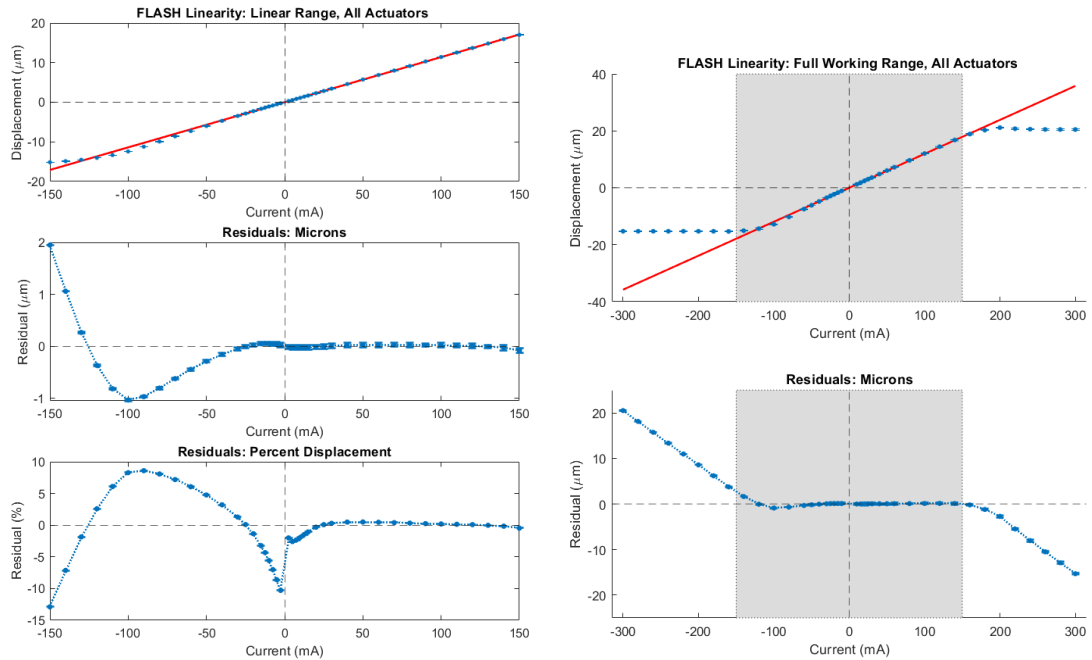 FLASH Linearity: Linear Range, All Actuators
Displacement (μm)
20
10
0
-10
-20
-150 -100 -50 0 50 100 150
Current (mA)
Residuals: Microns
Residual (μm)
2
1
0
-1
-150 -100 -50 0 50 100 150
Current (mA)
Residuals: Percent Displacement
Residual (%)
10
5
0
-5
-10
-15
-150 -100 -50 0 50 100 150
Current (mA)
FLASH Linearity: Full Working Range, All Actuators
Displacement (μm)
40
20
0
-20
-40
-300 -200 -100 0 100 200 300
Current (mA)
Residuals: Microns
Residual (μm)
20
10
0
-10
-20
-300 -200 -100 0 100 200 300
Current (mA)